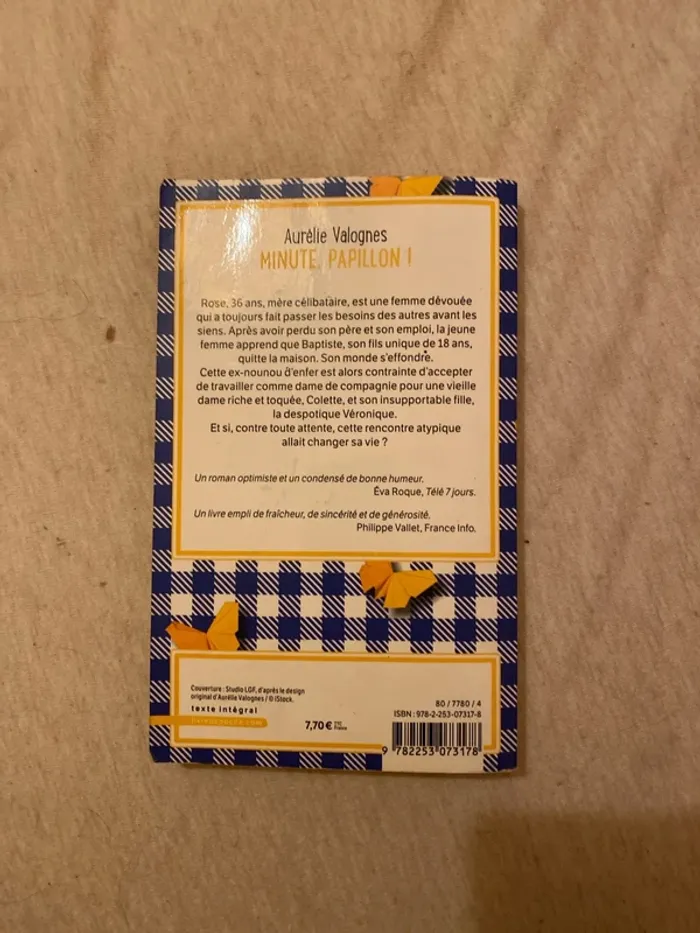 Aurélie Valognes
MINUTE, PAPILLON !
Rose, 36 ans, mère célibataire, est une femme dévouée
qui a toujours fait passer les besoins des autres avant les
siens. Après avoir perdu son père et son emploi, la jeune
femme apprend que Baptiste, son fils unique de 18 ans,
quitte la maison. Son monde s'effondre.
Cette ex-nounou d'enfer est alors contrainte d'accepter
de travailler comme dame de compagnie pour une vieille
dame riche et toquée, Colette, et son insupportable fille,
la despotique Véronique.
Et si, contre toute attente, cette rencontre atypique
allait changer sa vie ?
Un roman optimiste et un condensé de bonne humeur.
Éva Roque, Télé 7 jours.
Un livre empli de fraîcheur, de sincérité et de générosité.
Philippe Vallet, France Info.
Couverture : Studio LGF, d'après le design
original d'Aurélie Valognes / © iStock.
texte intégral
7,70 € TTC
France
80 / 7780 / 4
ISBN : 978-2-253-07317-8
9 782253 073178